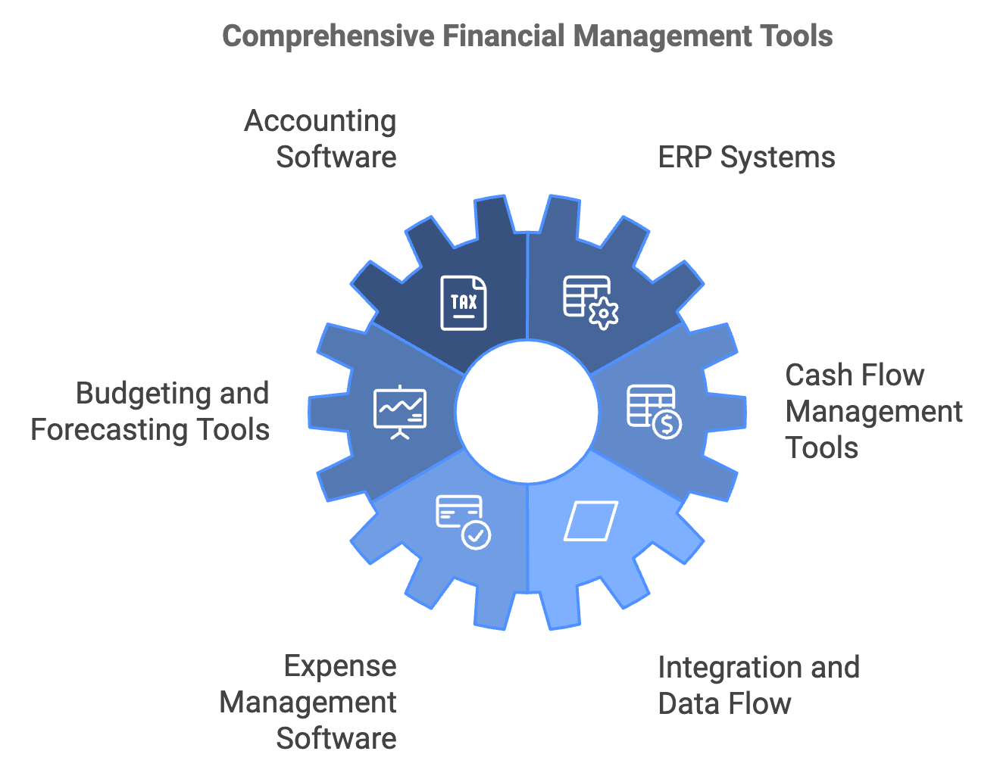 Comprehensive Financial Management Tools
Accounting
Software
ERP Systems
TAX
Budgeting and
Forecasting Tools
$
Cash Flow
Management
Tools
Expense
Management
Software
Integration and
Data Flow